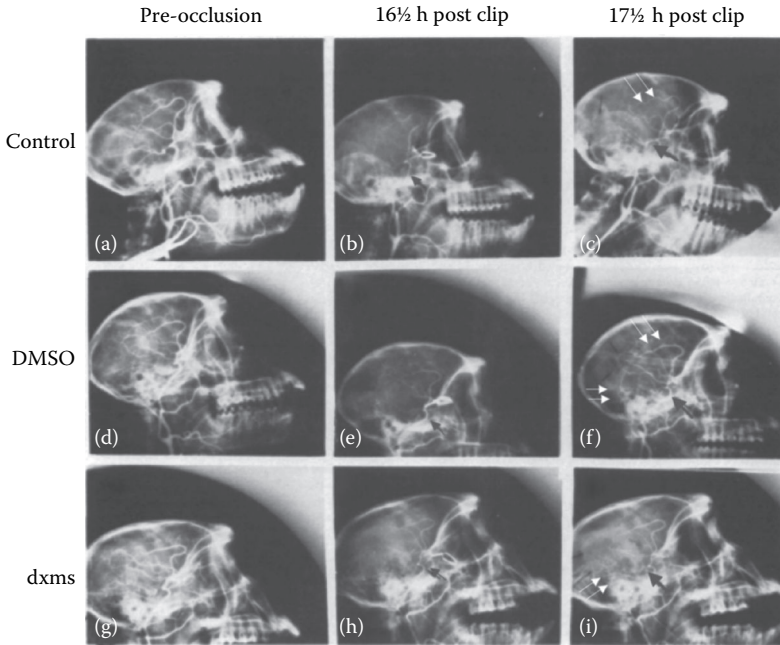 Pre-occlusion 16½ h post clip 17½ h post clip
Control
(a) (b) (c)
DMSO
(d) (e) (f)
dxms
(g) (h) (i)